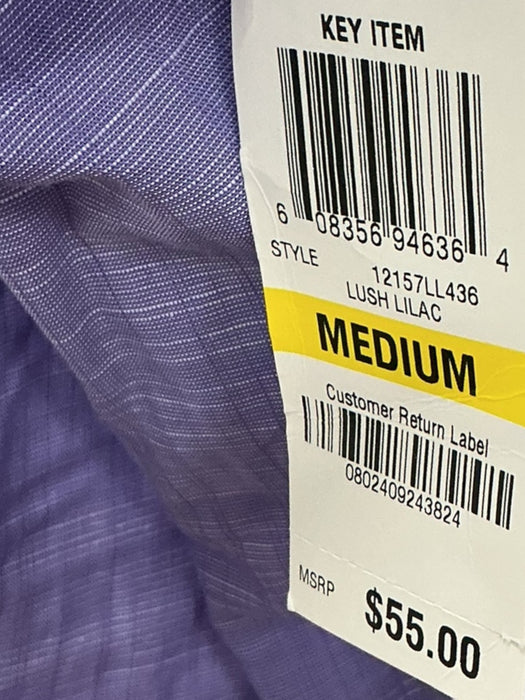 KEY ITEM
6 08356 94636 4
STYLE 12157LL436
LUSH LILAC
MEDIUM
Customer Return Label
0802409243824
MSRP $55.00